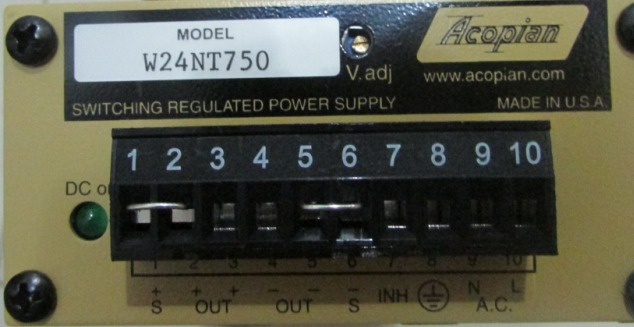 MODEL
W24NT750
V.adj
Acopian
www.acopian.com
SWITCHING REGULATED POWER SUPPLY
MADE IN U.S.A.
1 2 3 4 5 6 7 8 9 10
DC
1 2 3 4 5 6 7 8 9 10
+ + + – – – INH N L
S OUT OUT S A.C.